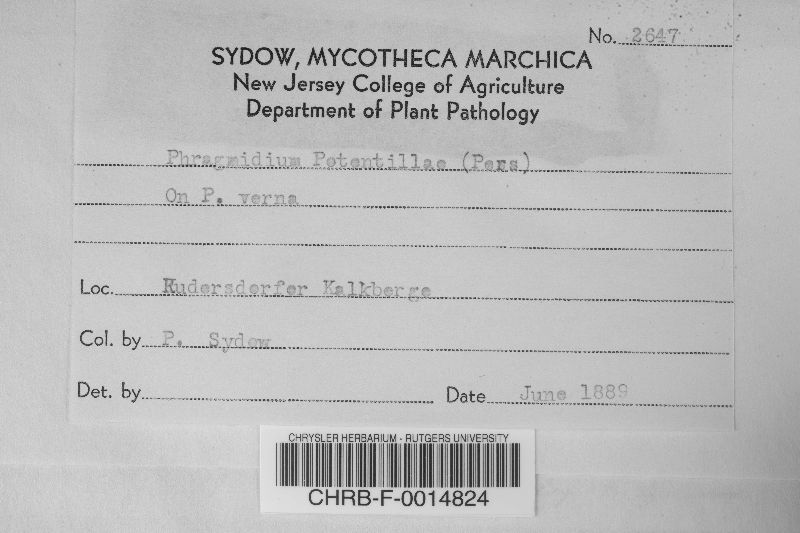 No. 2647
SYDOW, MYCOTHECA MARCHICA
New Jersey College of Agriculture
Department of Plant Pathology
Phragmidium Potentillae (Pers)
On P. verna
Loc. Rudersdorfer Kalkberge
Col. by P. Sydow
Det. by Date June 1889
CHRYSLER HERBARIUM - RUTGERS UNIVERSITY
CHRB-F-0014824